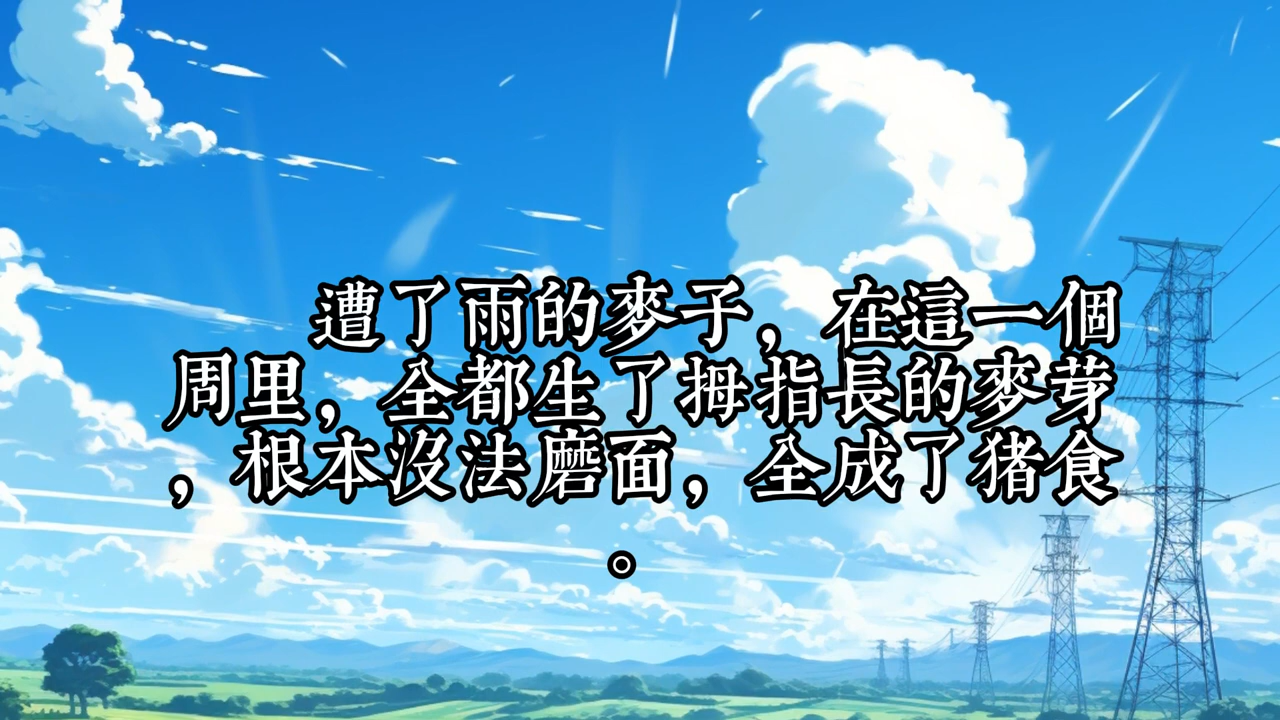 遭了雨的麥子，在這一個
周里，全都生了拇指長的麥芽
，根本沒法磨面，全成了猪食
。